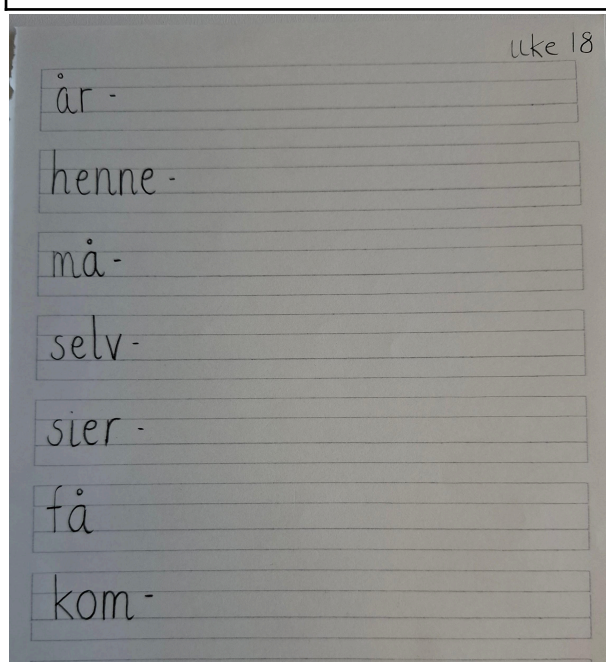 uke 18
år -
henne -
må -
selv -
sier -
få
kom -